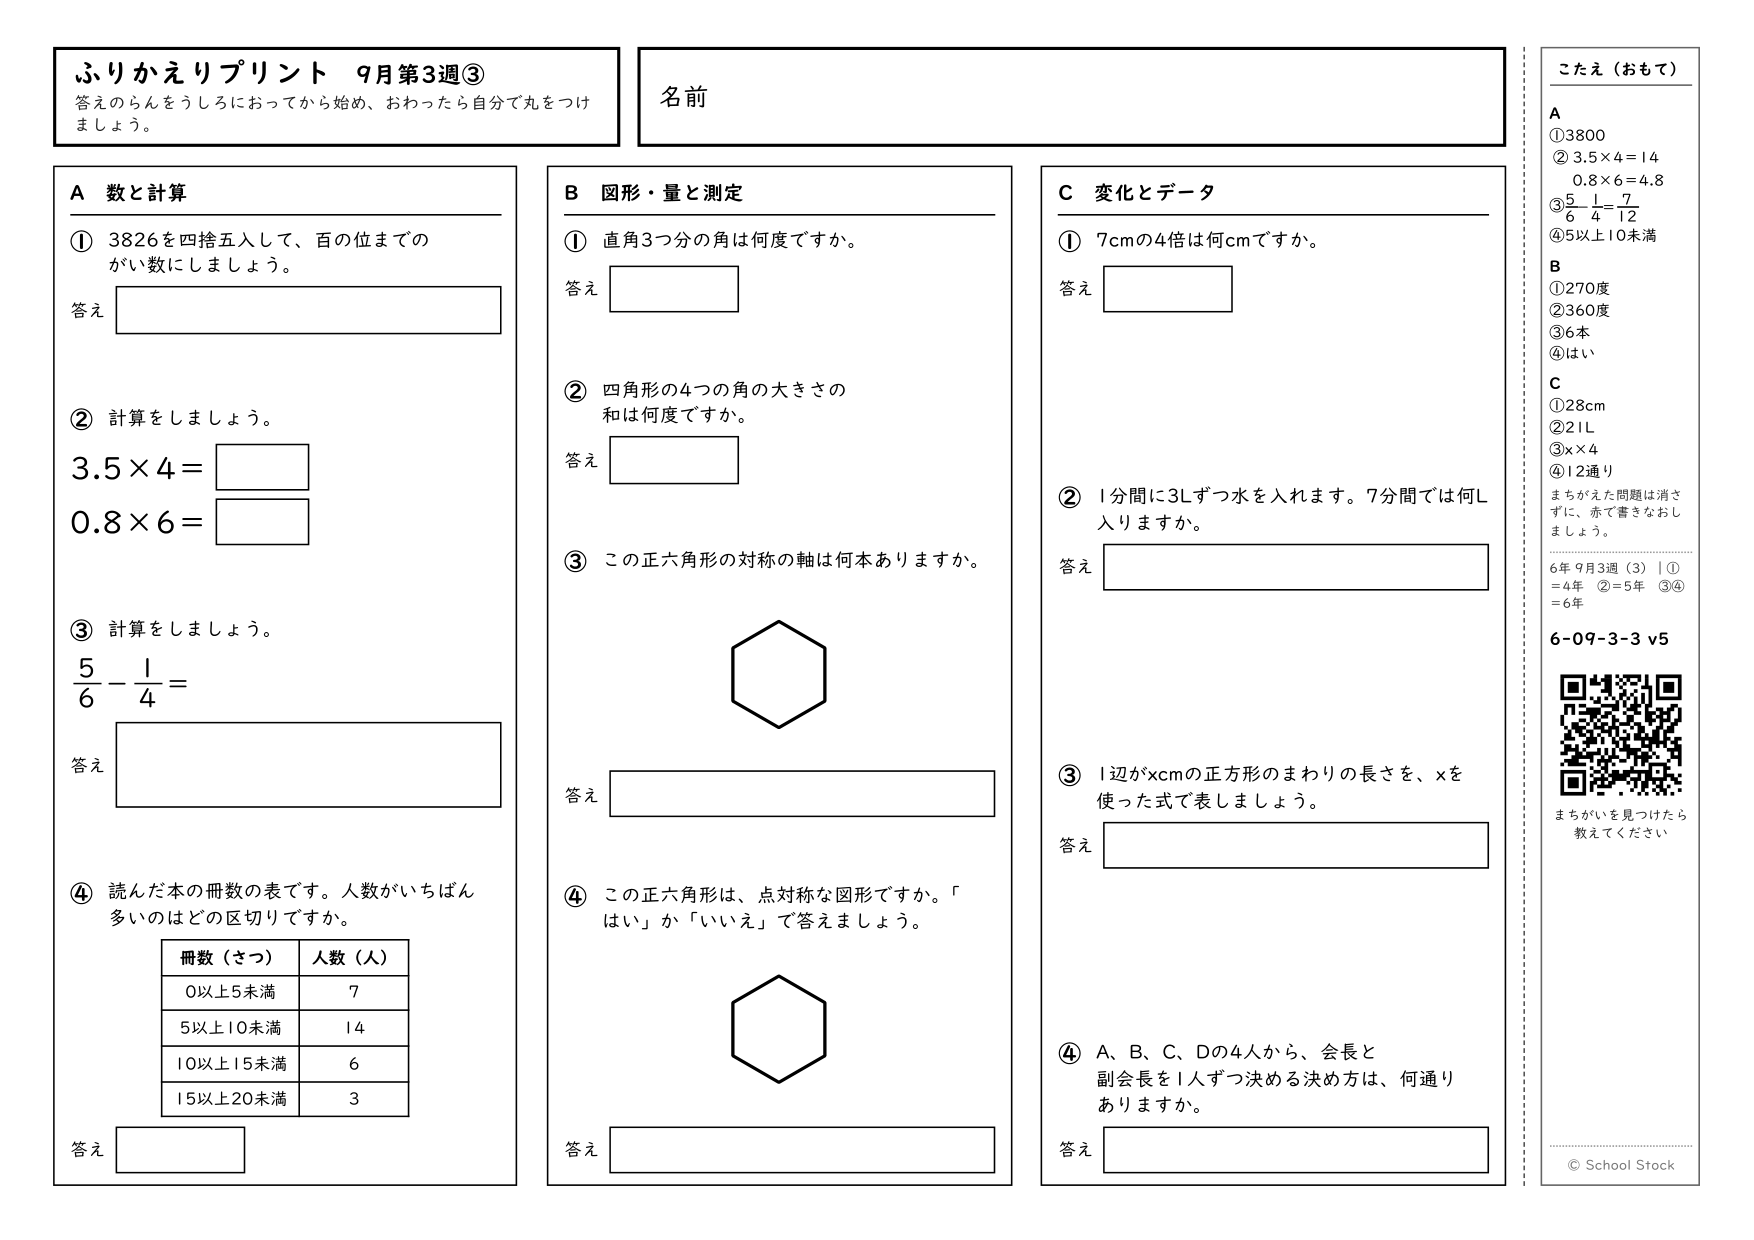 ふりかえりプリント　9月第3週③
答えのらんをうしろにおってから始め、おわったら自分で丸をつけ
ましょう。
名前
A　数と計算
① 3826を四捨五入して、百の位までの
がい数にしましょう。
答え
② 計算をしましょう。
3.5×4＝
0.8×6＝
③ 計算をしましょう。
5/6－1/4＝
答え
④ 読んだ本の冊数の表です。人数がいちばん
多いのはどの区切りですか。
冊数（さつ） 人数（人）
0以上5未満 7
5以上10未満 14
10以上15未満 6
15以上20未満 3
答え
B　図形・量と測定
① 直角3つ分の角は何度ですか。
答え
② 四角形の4つの角の大きさの
和は何度ですか。
答え
③ この正六角形の対称の軸は何本ありますか。
答え
④ この正六角形は、点対称な図形ですか。「
はい」か「いいえ」で答えましょう。
答え
C　変化とデータ
① 7cmの4倍は何cmですか。
答え
② 1分間に3Lずつ水を入れます。7分間では何L
入りますか。
答え
③ 1辺がxcmの正方形のまわりの長さを、xを
使った式で表しましょう。
答え
④ A、B、C、Dの4人から、会長と
副会長を1人ずつ決める決め方は、何通り
ありますか。
答え
こたえ（おもて）
A
①3800
② 3.5×4＝14
0.8×6＝4.8
③5/6－1/4＝7/12
④5以上10未満
B
①270度
②360度
③6本
④はい
C
①28cm
②21L
③x×4
④12通り
まちがえた問題は消さ
ずに、赤で書きなおし
ましょう。
6年 9月3週（3）｜①
＝4年　②＝5年　③④
＝6年
6-09-3-3 v5
まちがいを見つけたら
教えてください
© School Stock